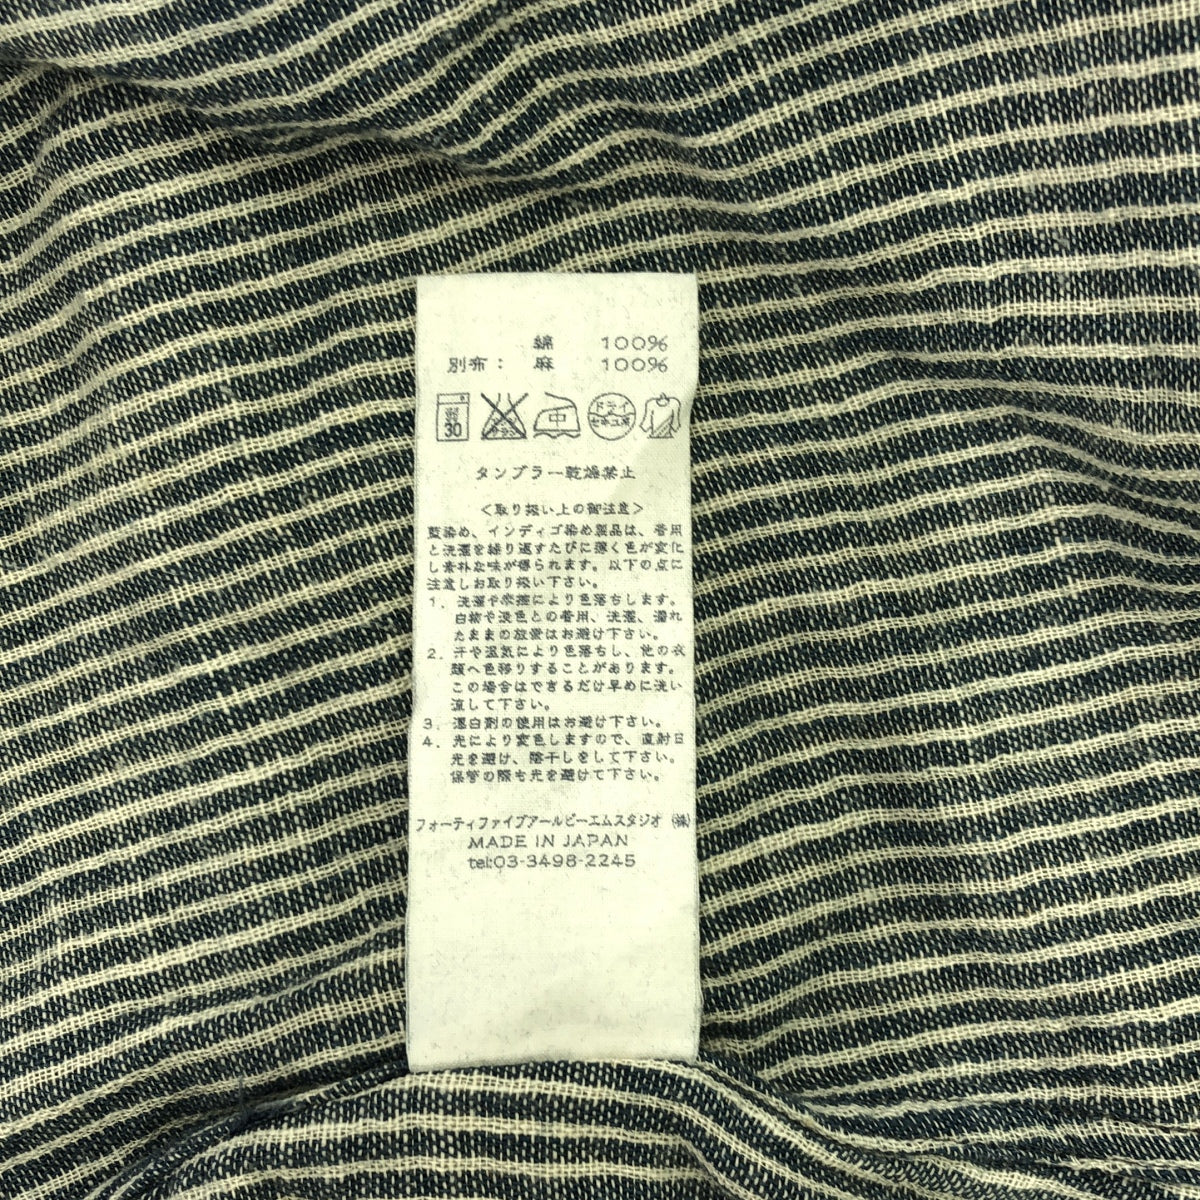 綿 100%
別布： 麻 100%
30
中
ドライ
タンブラー乾燥禁止
＜取り扱い上の御注意＞
藍染め、インディゴ染め製品は、着用
と洗濯を繰り返すたびに薄く色が変化
し素朴な味が得られます。以下の点に
注意しお取り扱い下さい。
1．洗濯や摩擦により色落ちします。
白物や淡色との着用、洗濯、濡れ
たままの放置はお避け下さい。
2．汗や湿気により色落ちし、他の衣
類へ色移りすることがあります。
この場合はできるだけ早めに洗い
流して下さい。
3．漂白剤の使用はお避け下さい。
4．光により変色しますので、直射日
光を避け、陰干しをして下さい。
保管の際も光を避けて下さい。
フォーティファイブアールピーエムスタジオ（株）
MADE IN JAPAN
tel:03-3498-2245